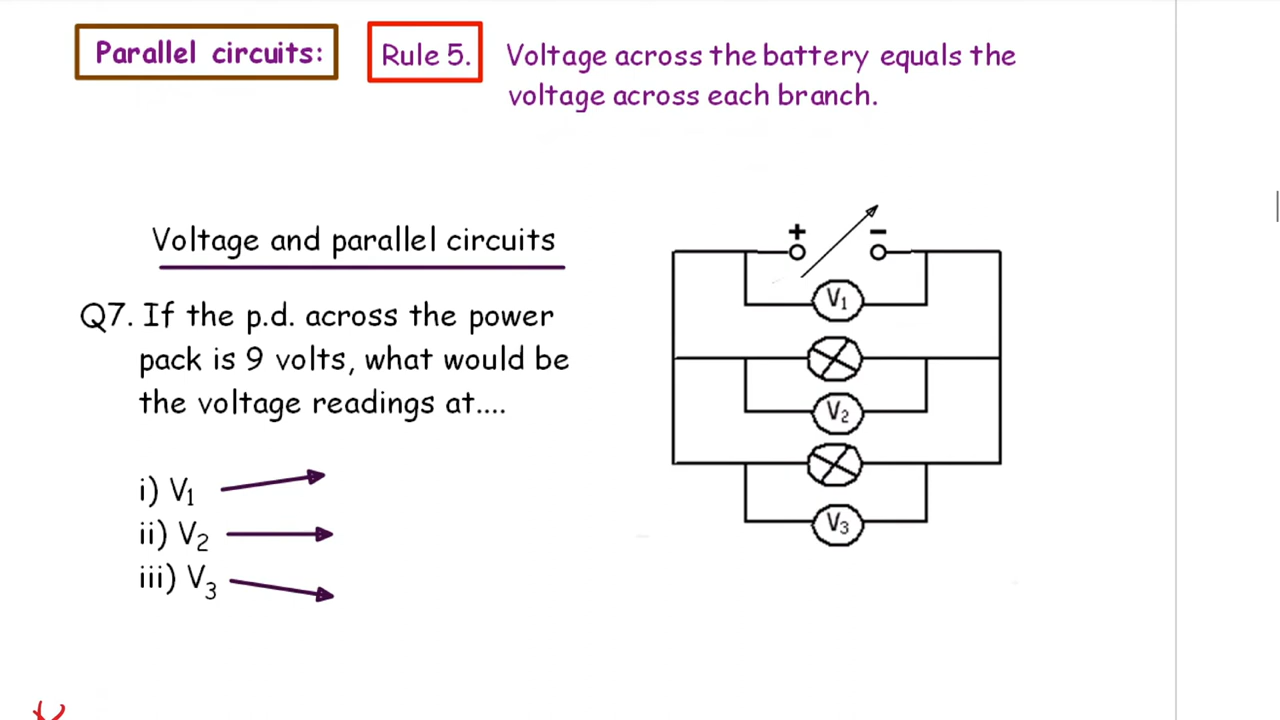 Parallel circuits: Rule 5. Voltage across the battery equals the
voltage across each branch.
Voltage and parallel circuits
Q7. If the p.d. across the power
pack is 9 volts, what would be
the voltage readings at....
i) V1
ii) V2
iii) V3
+ -
V1
V2
V3